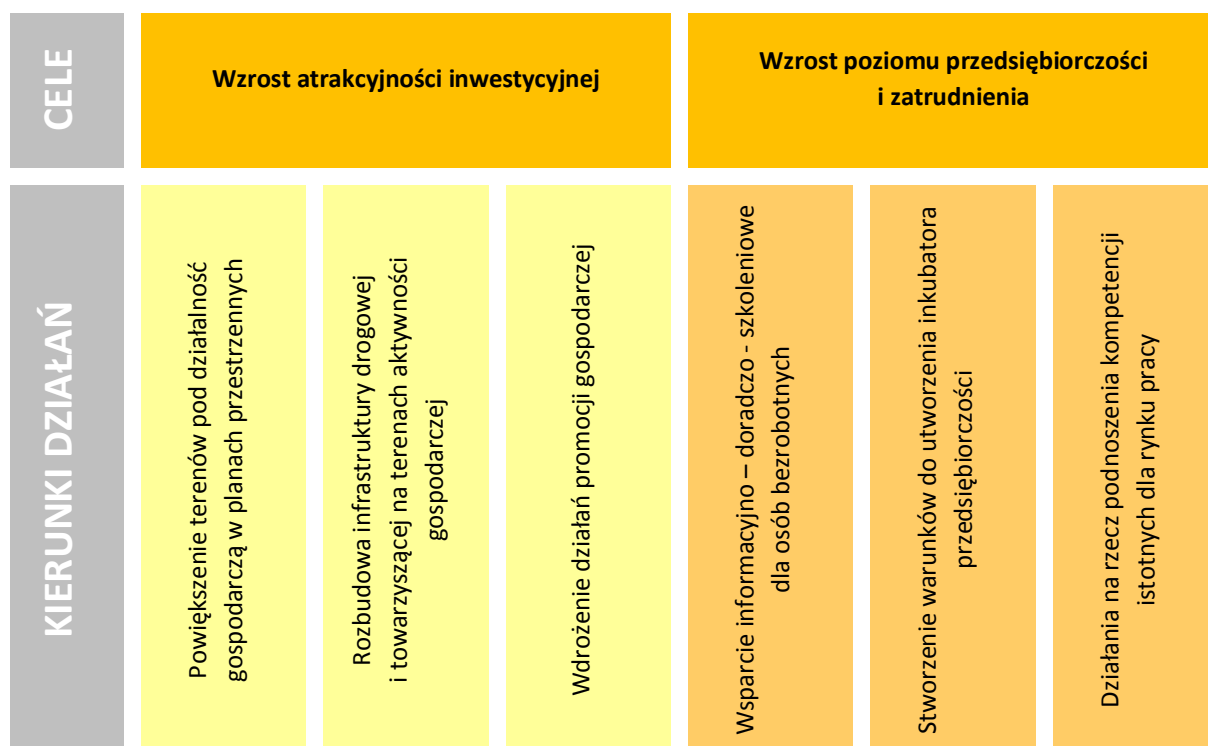 CELE
Wzrost atrakcyjności inwestycyjnej
Wzrost poziomu przedsiębiorczości
i zatrudnienia
KIERUNKI DZIAŁAŃ
Powiększenie terenów pod działalność
gospodarczą w planach przestrzennych
Rozbudowa infrastruktury drogowej
i towarzyszącej na terenach aktywności
gospodarczej
Wdrożenie działań promocji gospodarczej
Wsparcie informacyjno – doradczo - szkoleniowe
dla osób bezrobotnych
Stworzenie warunków do utworzenia inkubatora
przedsiębiorczości
Działania na rzecz podnoszenia kompetencji
istotnych dla rynku pracy